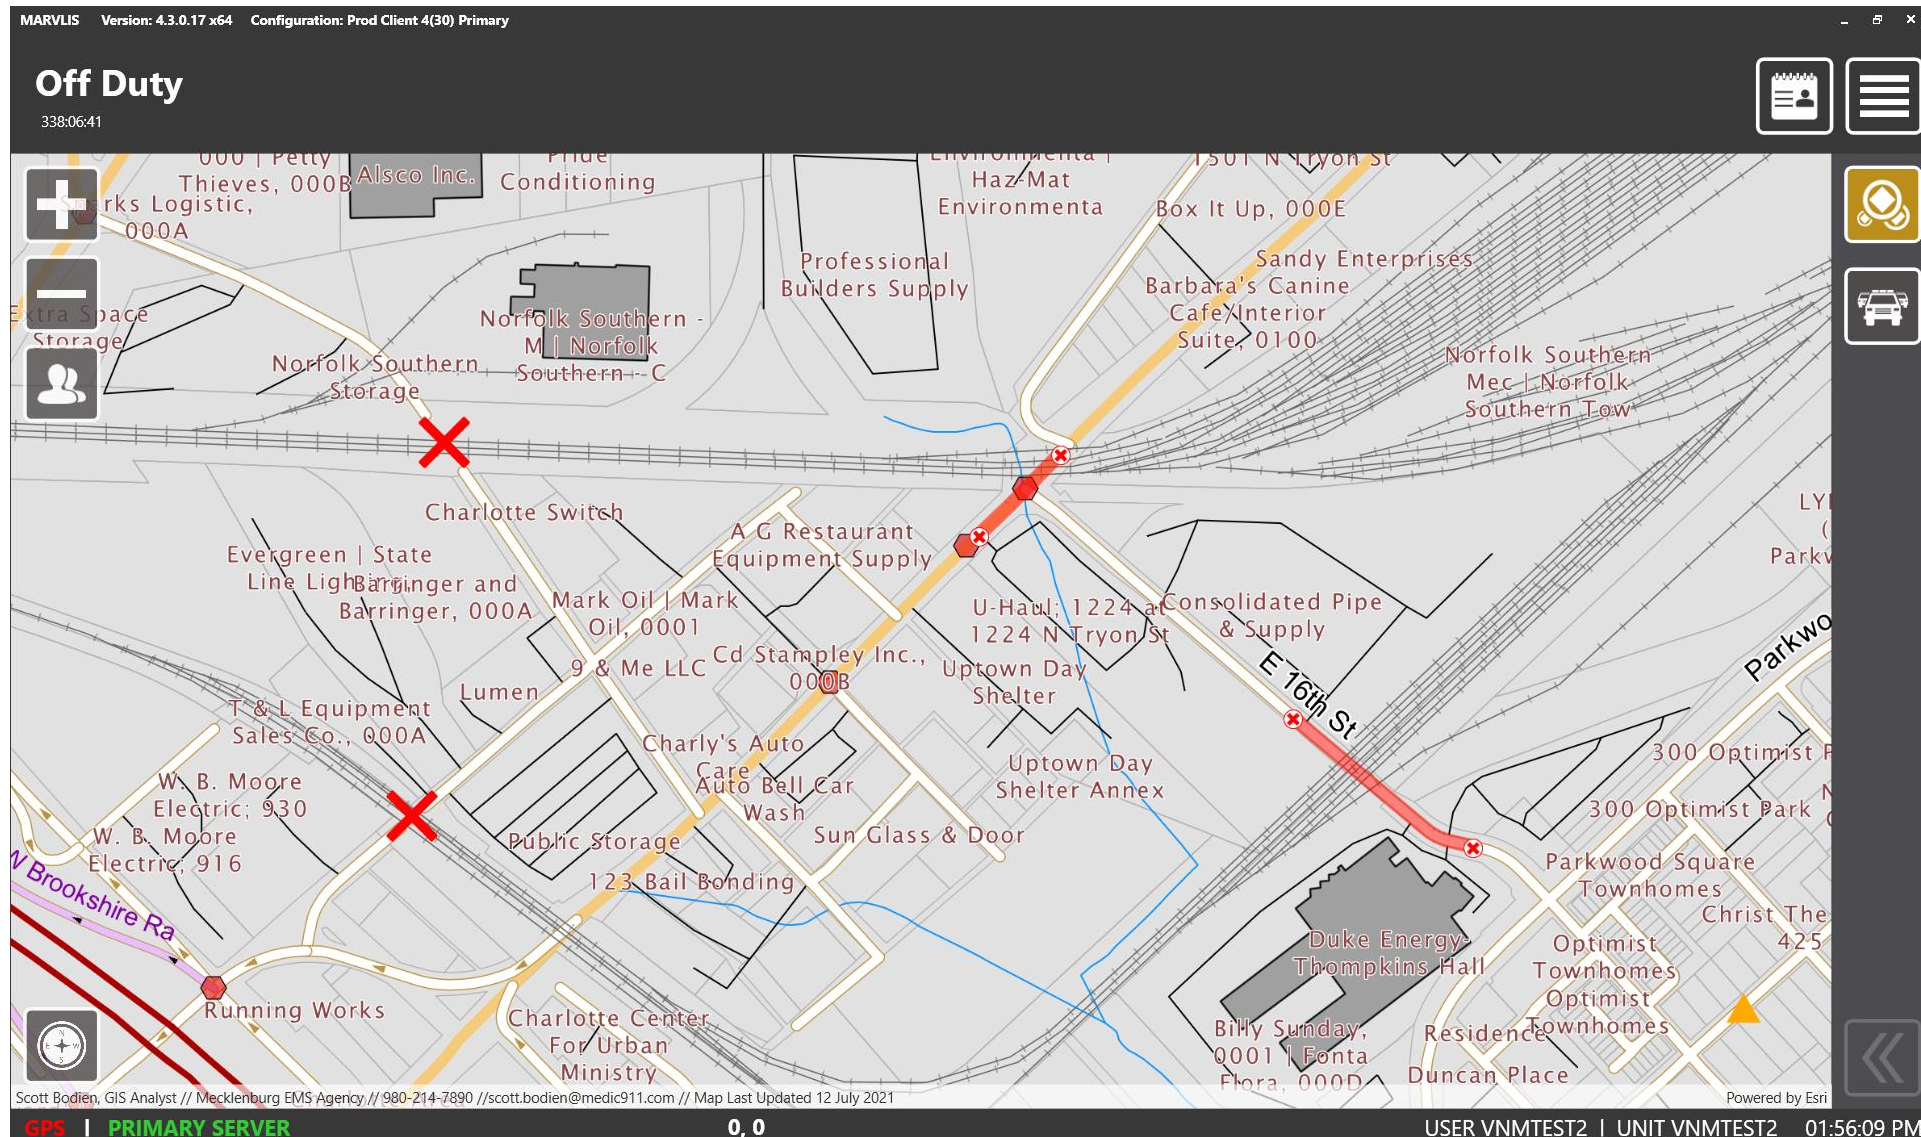 MARVLIS Version: 4.3.0.17 x64 Configuration: Prod Client 4(30) Primary
Off Duty
338:06:41
000 | Petty
Thieves, 000B
Alsco Inc.
Pride
Conditioning
Environmenta |
Haz-Mat
Environmenta
1501 N Tryon St
Box It Up, 000E
Sparks Logistic,
000A
Professional
Builders Supply
Sandy Enterprises
Barbara's Canine
Cafe/Interior
Suite, 0100
Extra Space
Storage
Norfolk Southern -
M | Norfolk
Southern - C
Norfolk Southern
Storage
Norfolk Southern
Mec | Norfolk
Southern Tow
Charlotte Switch
A G Restaurant
Equipment Supply
Evergreen | State
Barringer and
Barringer, 000A
Mark Oil | Mark
Oil, 0001
U-Haul; 1224 at
1224 N Tryon St
Consolidated Pipe
& Supply
9 & Me LLC
Cd Stampley Inc.,
000B
Uptown Day
Shelter
E 16th St
Parkwo
Lumen
T & L Equipment
Sales Co., 000A
Charly's Auto
Care
Auto Bell Car
Wash
Uptown Day
Shelter Annex
300 Optimist P
W. B. Moore
Electric; 930
W. B. Moore
Electric; 916
300 Optimist Park
Public Storage
Sun Glass & Door
123 Bail Bonding
Parkwood Square
Townhomes
W Brookshire Ra
Christ The
425
Duke Energy-
Thompkins Hall
Optimist
Townhomes
Optimist
Townhomes
Running Works
Charlotte Center
For Urban
Ministry
Billy Sunday,
0001 | Fonta
Flora, 000D
Residence
Duncan Place
Scott Bodien, GIS Analyst // Mecklenburg EMS Agency // 980-214-7890 //scott.bodien@medic911.com // Map Last Updated 12 July 2021
Powered by Esri
GPS | PRIMARY SERVER
0, 0
USER VNMTEST2 | UNIT VNMTEST2 01:56:09 PM